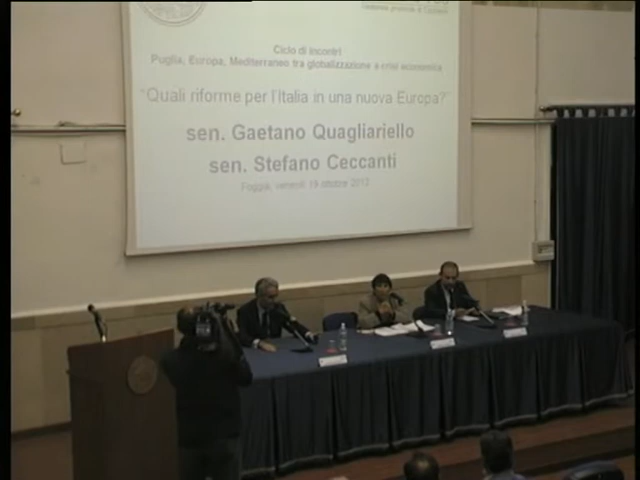 Ciclo di incontri
Puglia, Europa, Mediterraneo tra globalizzazione e crisi economica
"Quali riforme per l'Italia in una nuova Europa?"
sen. Gaetano Quagliariello
sen. Stefano Ceccanti
Foggia, venerdì 19 ottobre 2012